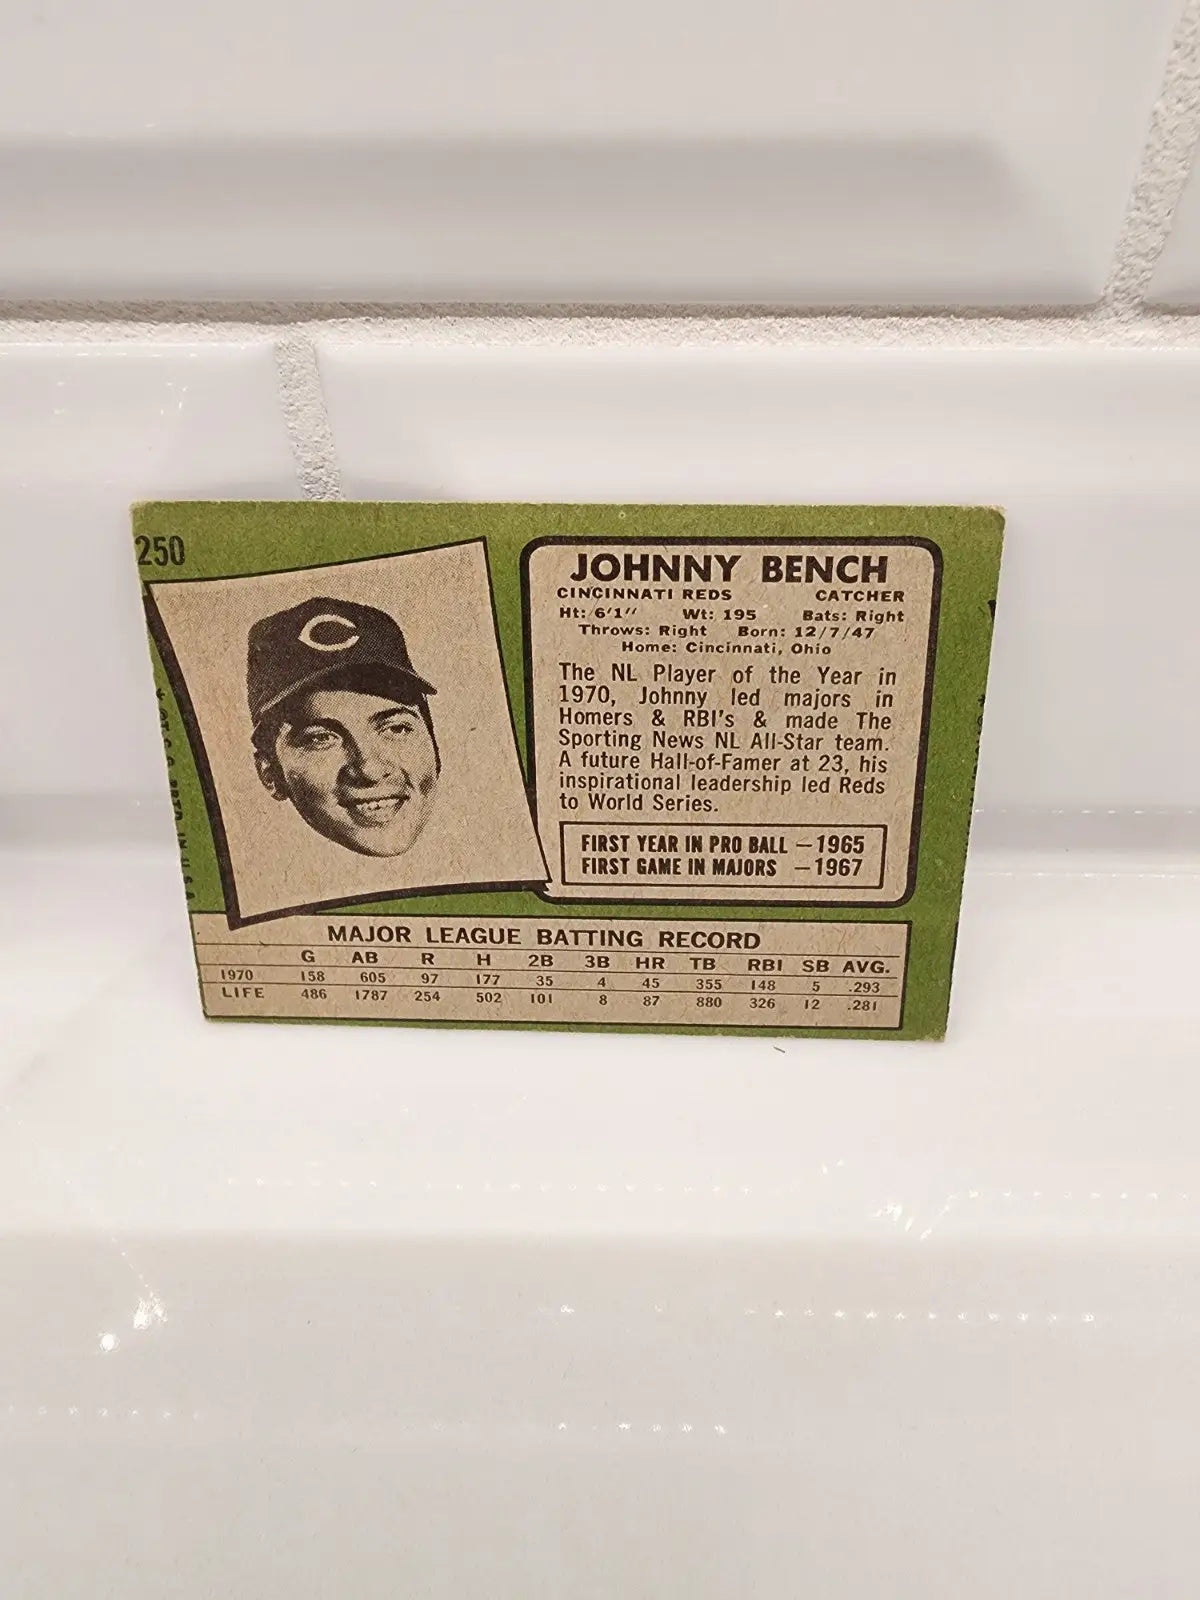 250
C
JOHNNY BENCH
CINCINNATI REDS CATCHER
Ht: 6'1" Wt: 195 Bats: Right
Throws: Right Born: 12/7/47
Home: Cincinnati, Ohio
The NL Player of the Year in
1970, Johnny led majors in
Homers & RBI's & made The
Sporting News NL All-Star team.
A future Hall-of-Famer at 23, his
inspirational leadership led Reds
to World Series.
FIRST YEAR IN PRO BALL — 1965
FIRST GAME IN MAJORS — 1967
MAJOR LEAGUE BATTING RECORD
G AB R H 2B 3B HR TB RBI SB AVG.
1970 158 605 97 177 35 4 45 355 148 5 .293
LIFE 486 1787 254 502 101 8 87 880 326 12 .281